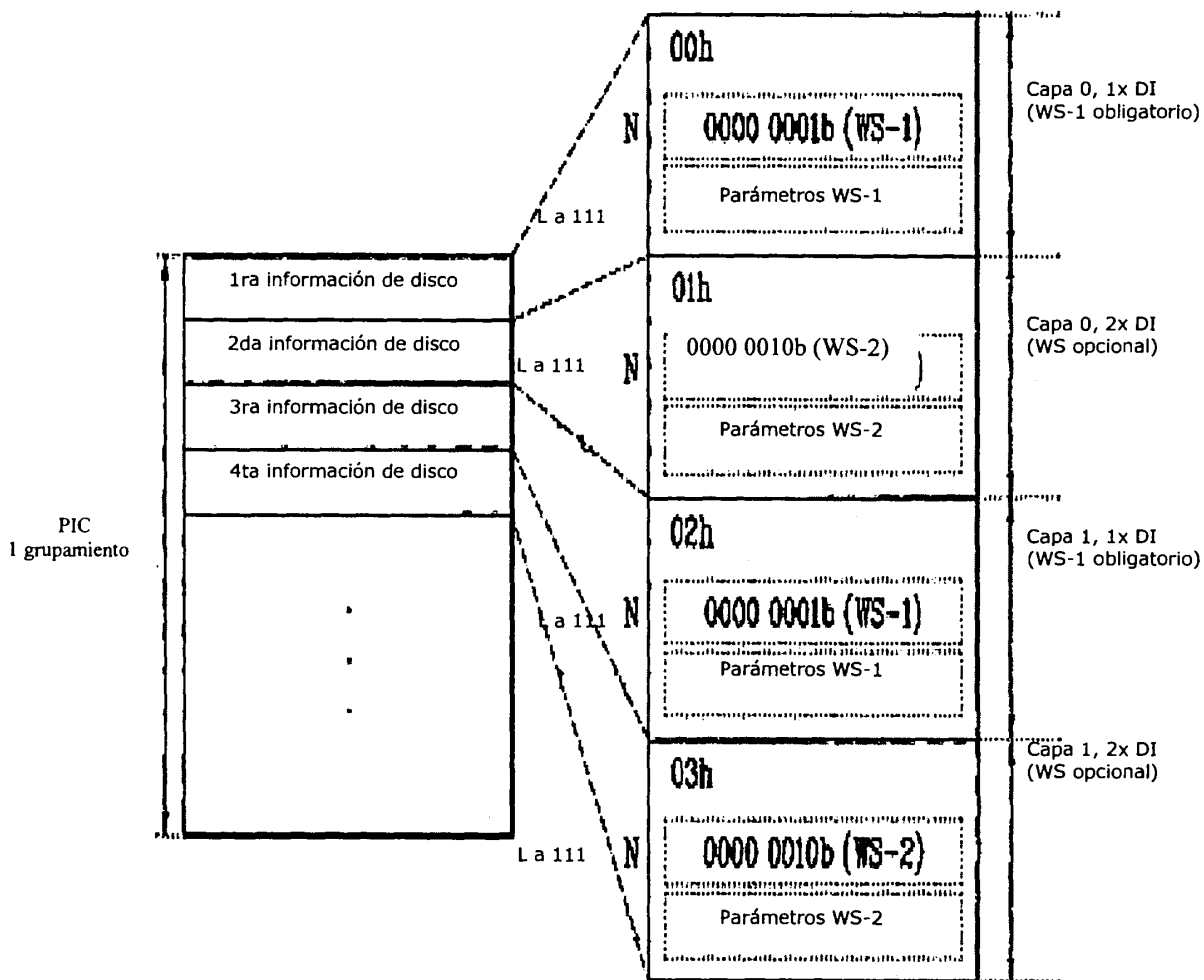 PIC
1 grupamiento
1ra información de disco
2da información de disco
3ra información de disco
4ta información de disco
L a 111
L a 111
L a 111
L a 111
00h
N
0000 0001b (WS-1)
Parámetros WS-1
01h
N
0000 0010b (WS-2)
Parámetros WS-2
02h
N
0000 0001b (WS-1)
Parámetros WS-1
03h
N
0000 0010b (WS-2)
Parámetros WS-2
Capa 0, 1x DI
(WS-1 obligatorio)
Capa 0, 2x DI
(WS opcional)
Capa 1, 1x DI
(WS-1 obligatorio)
Capa 1, 2x DI
(WS opcional)